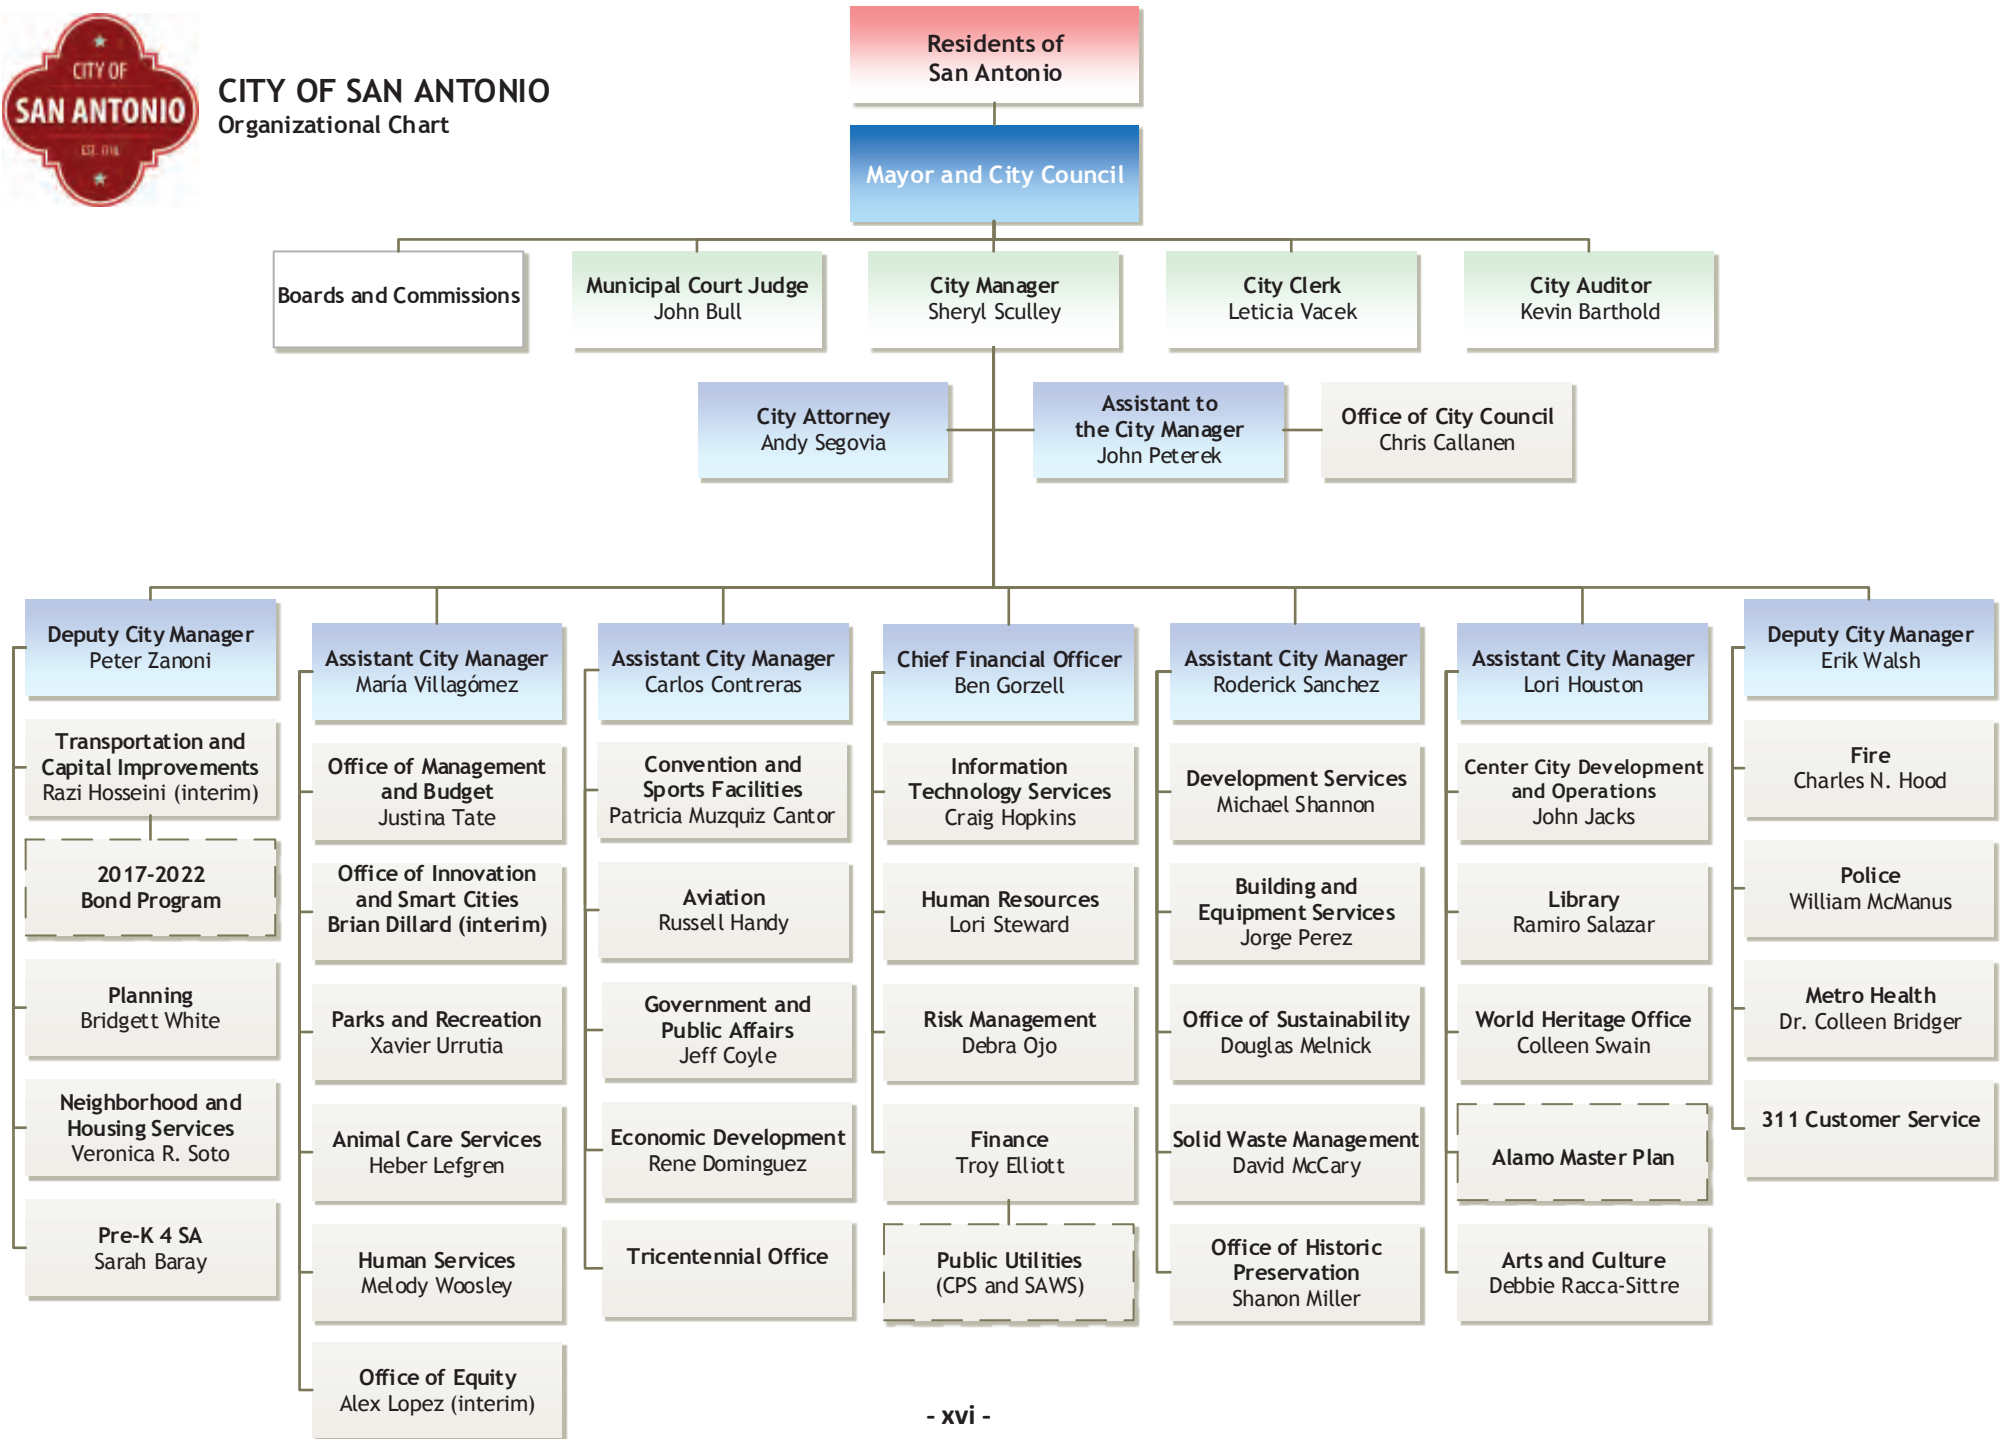 CITY OF
SAN ANTONIO
CITY OF SAN ANTONIO
Organizational Chart
Residents of
San Antonio
Mayor and City Council
Boards and Commissions
Municipal Court Judge
John Bull
City Manager
Sheryl Sculley
City Clerk
Leticia Vacek
City Auditor
Kevin Barthold
City Attorney
Andy Segovia
Assistant to
the City Manager
John Peterek
Office of City Council
Chris Callanen
Deputy City Manager
Peter Zanoni
Transportation and
Capital Improvements
Razi Hosseini (interim)
2017-2022
Bond Program
Planning
Bridgett White
Neighborhood and
Housing Services
Veronica R. Soto
Pre-K 4 SA
Sarah Baray
Assistant City Manager
María Villagómez
Office of Management
and Budget
Justina Tate
Office of Innovation
and Smart Cities
Brian Dillard (interim)
Parks and Recreation
Xavier Urrutia
Animal Care Services
Heber Lefgren
Human Services
Melody Woosley
Office of Equity
Alex Lopez (interim)
Assistant City Manager
Carlos Contreras
Convention and
Sports Facilities
Patricia Muzquiz Cantor
Aviation
Russell Handy
Government and
Public Affairs
Jeff Coyle
Economic Development
Rene Dominguez
Tricentennial Office
Chief Financial Officer
Ben Gorzell
Information
Technology Services
Craig Hopkins
Human Resources
Lori Steward
Risk Management
Debra Ojo
Finance
Troy Elliott
Public Utilities
(CPS and SAWS)
Assistant City Manager
Roderick Sanchez
Development Services
Michael Shannon
Building and
Equipment Services
Jorge Perez
Office of Sustainability
Douglas Melnick
Solid Waste Management
David McCary
Office of Historic
Preservation
Shanon Miller
Assistant City Manager
Lori Houston
Center City Development
and Operations
John Jacks
Library
Ramiro Salazar
World Heritage Office
Colleen Swain
Alamo Master Plan
Arts and Culture
Debbie Racca-Sittre
Deputy City Manager
Erik Walsh
Fire
Charles N. Hood
Police
William McManus
Metro Health
Dr. Colleen Bridger
311 Customer Service
- xvi -